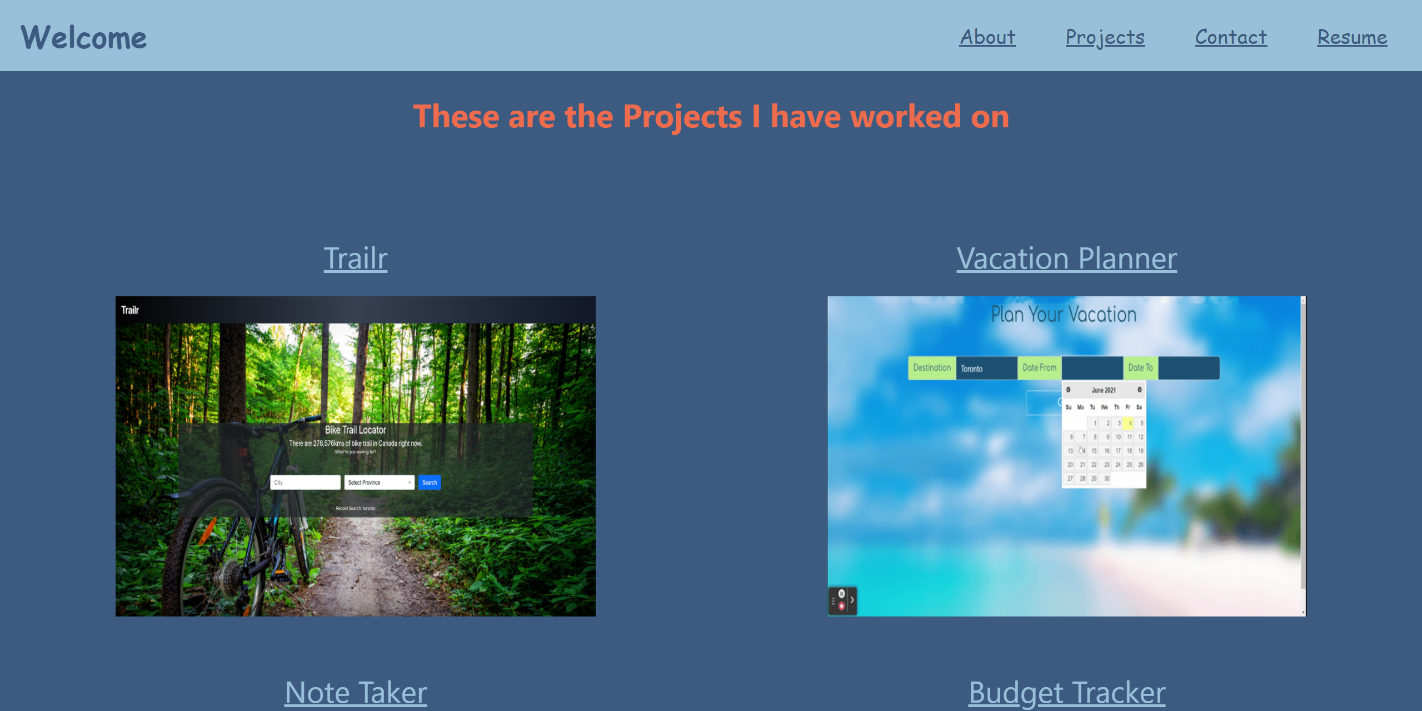 Welcome
About Projects Contact Resume
These are the Projects I have worked on
Trailr
Vacation Planner
Trailr
Bike Trail Locator
There are 278,576kms of bike trail in Canada right now,
What're you waiting for?
City Select Province Search
Recent Search: toronto
Plan Your Vacation
Destination Toronto Date From Date To
June 2021
Su Mo Tu We Th Fr Sa
1 2 3 4 5
6 7 8 9 10 11 12
13 14 15 16 17 18 19
20 21 22 23 24 25 26
27 28 29 30
Note Taker
Budget Tracker